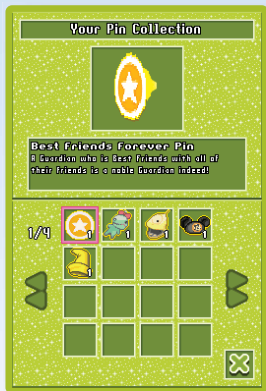 Your Pin Collection
Best Friends Forever Pin
A Guardian who is Best Friends with all of
their friends is a noble Guardian indeed!
1/4
1 1 1 1
1